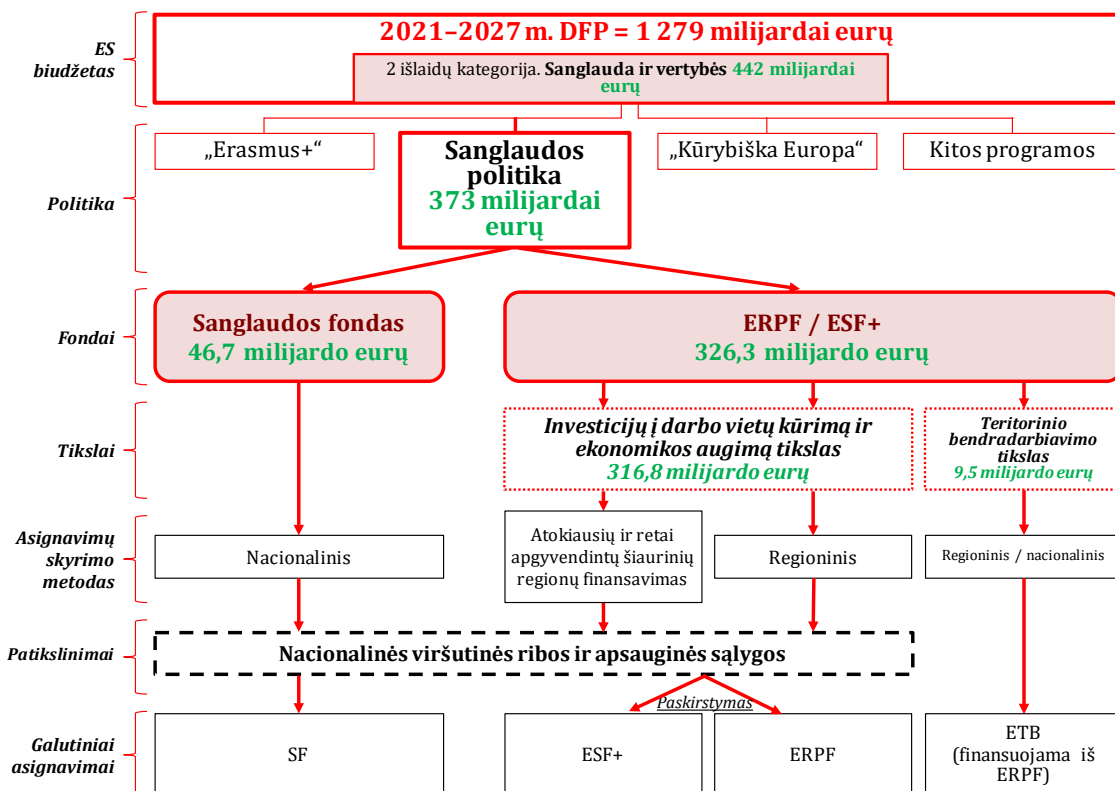 ES
biudžetas
2021–2027 m. DFP = 1 279 milijardai eurų
2 išlaidų kategorija. Sanglauda ir vertybės 442 milijardai
eurų
Politika
„Erasmus+“
Sanglaudos
politika
373 milijardai
eurų
„Kūrybiška Europa“
Kitos programos
Fondai
Sanglaudos fondas
46,7 milijardo eurų
ERPF / ESF+
326,3 milijardo eurų
Tikslai
Investicijų į darbo vietų kūrimą ir
ekonomikos augimą tikslas
316,8 milijardo eurų
Teritorinio
bendradarbiavimo
tikslas
9,5 milijardo eurų
Asignavimų
skyrimo
metodas
Nacionalinis
Atokiausių ir retai
apgyvendintų šiaurinių
regionų finansavimas
Regioninis
Regioninis / nacionalinis
Patikslinimai
Nacionalinės viršutinės ribos ir apsauginės sąlygos
Paskirstymas
Galutiniai
asignavimai
SF
ESF+
ERPF
ETB
(finansuojama iš
ERPF)